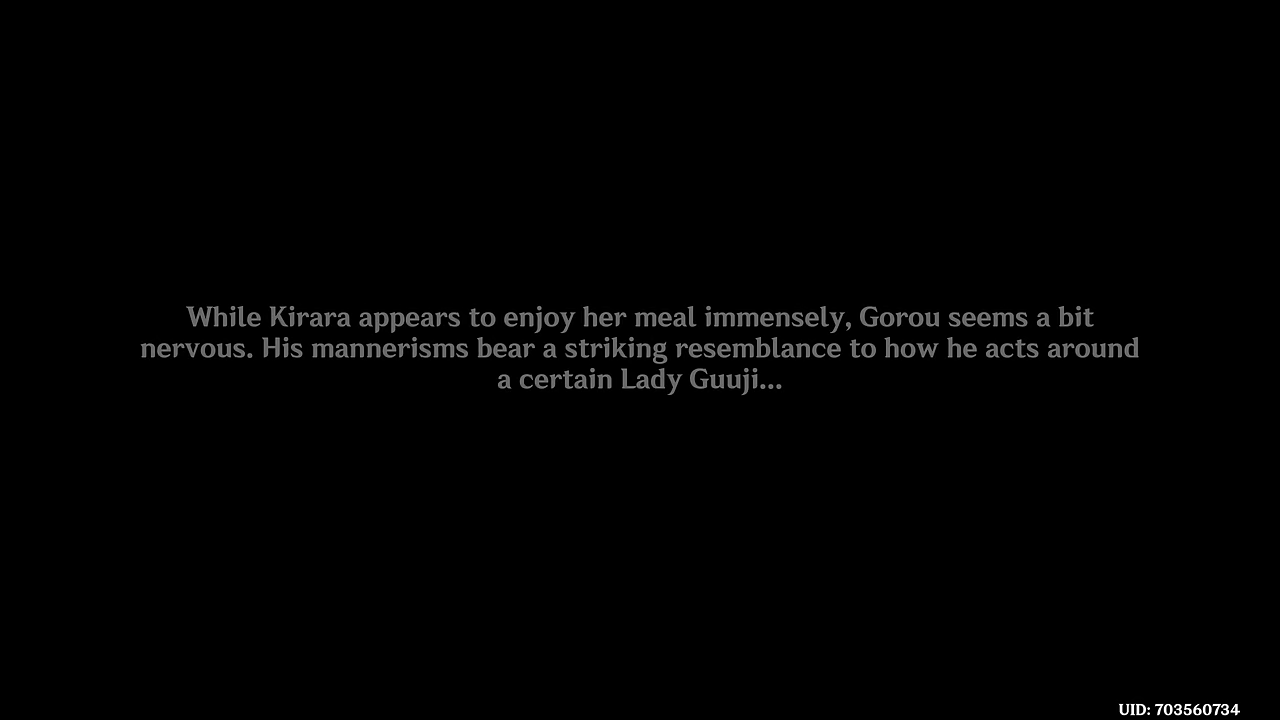 While Kirara appears to enjoy her meal immensely, Gorou seems a bit
nervous. His mannerisms bear a striking resemblance to how he acts around
a certain Lady Guuji...
UID: 703560734